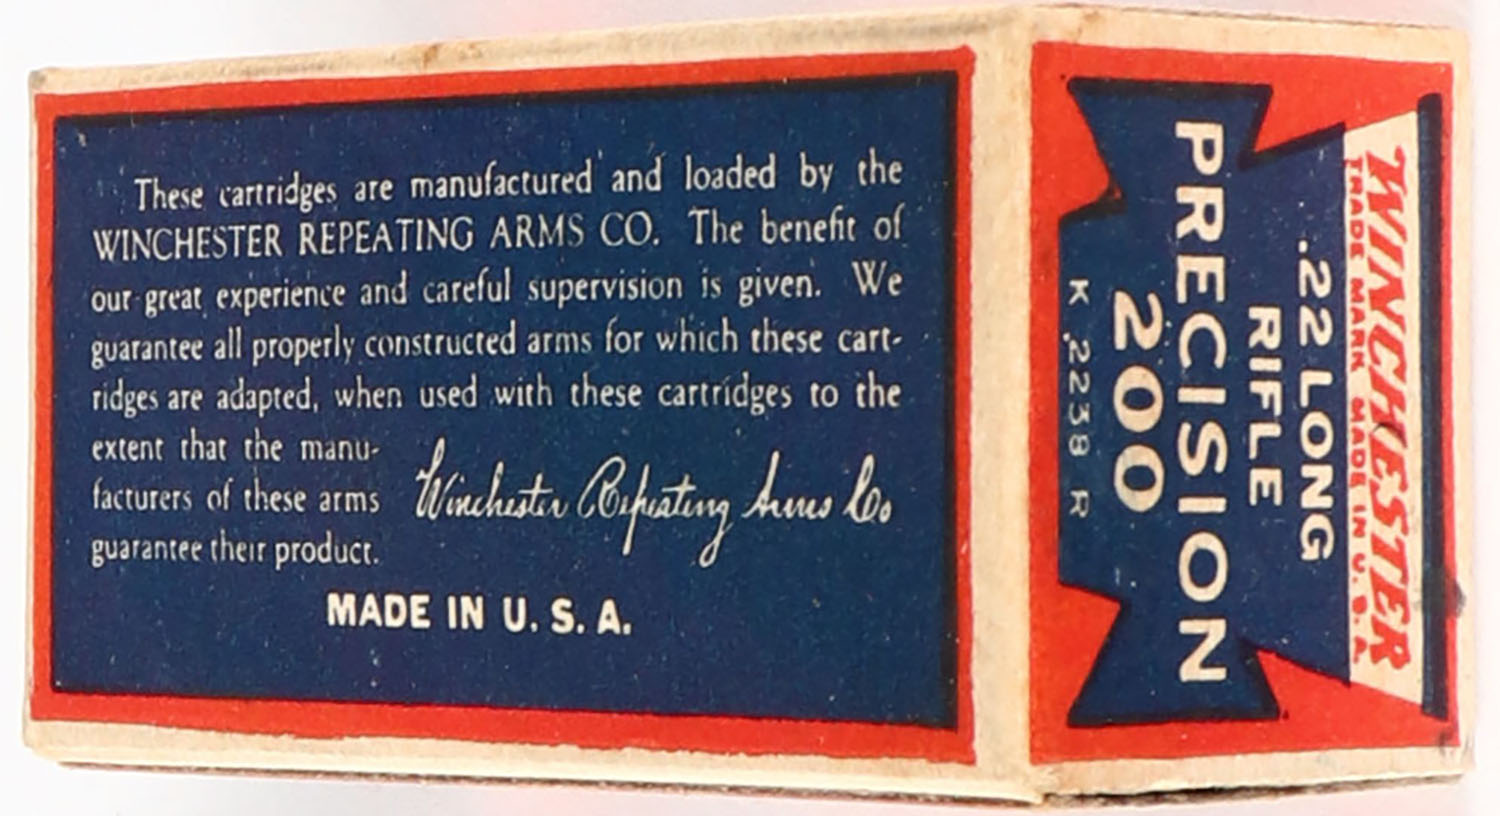 These cartridges are manufactured and loaded by the
WINCHESTER REPEATING ARMS CO. The benefit of
our great experience and careful supervision is given. We
guarantee all properly constructed arms for which these cart-
ridges are adapted, when used with these cartridges to the
extent that the manu-
facturers of these arms
guarantee their product.
Winchester Repeating Arms Co
MADE IN U. S. A.
WINCHESTER
TRADE MARK MADE IN U. S. A.
.22 LONG
RIFLE
PRECISION
200
K 2238 R